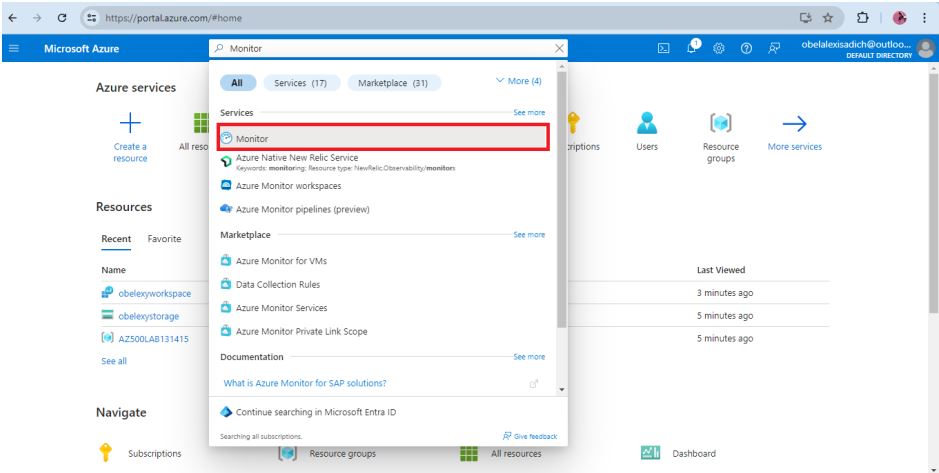 https://portal.azure.com/#home
Microsoft Azure
Monitor
1
obelalexisadich@outloo...
DEFAULT DIRECTORY
All
Services (17)
Marketplace (31)
More (4)
Azure services
Services
See more
Monitor
Azure Native New Relic Service
Keywords: monitoring; Resource type: NewRelic.Observability/monitors
Azure Monitor workspaces
Azure Monitor pipelines (preview)
Marketplace
See more
Azure Monitor for VMs
Data Collection Rules
Azure Monitor Services
Azure Monitor Private Link Scope
Documentation
See more
What is Azure Monitor for SAP solutions?
Continue searching in Microsoft Entra ID
Searching all subscriptions.
Give feedback
Create a
resource
All reso
criptions
Users
Resource
groups
More services
Resources
Recent
Favorite
Name
Last Viewed
obelexyworkspace
3 minutes ago
obelexystorage
5 minutes ago
AZ500LAB131415
5 minutes ago
See all
Navigate
Subscriptions
Resource groups
All resources
Dashboard